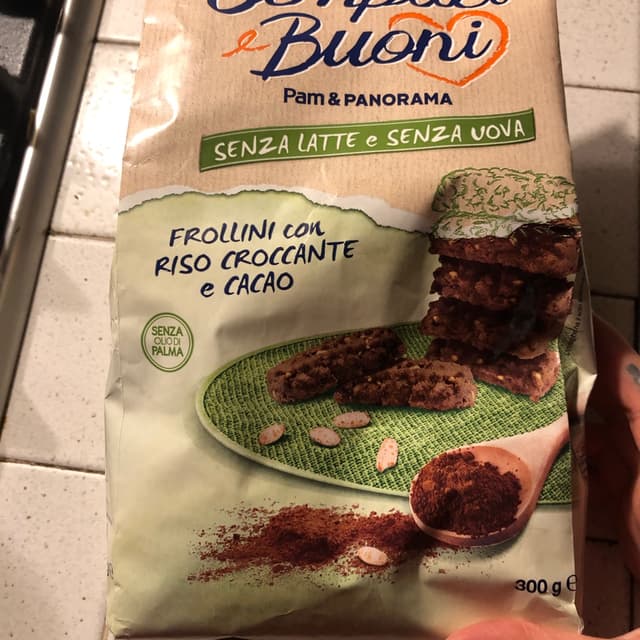 e Buoni
Pam & PANORAMA
SENZA LATTE e SENZA UOVA
FROLLINI con
RISO CROCCANTE
e CACAO
SENZA
OLIO DI
PALMA
300 g e